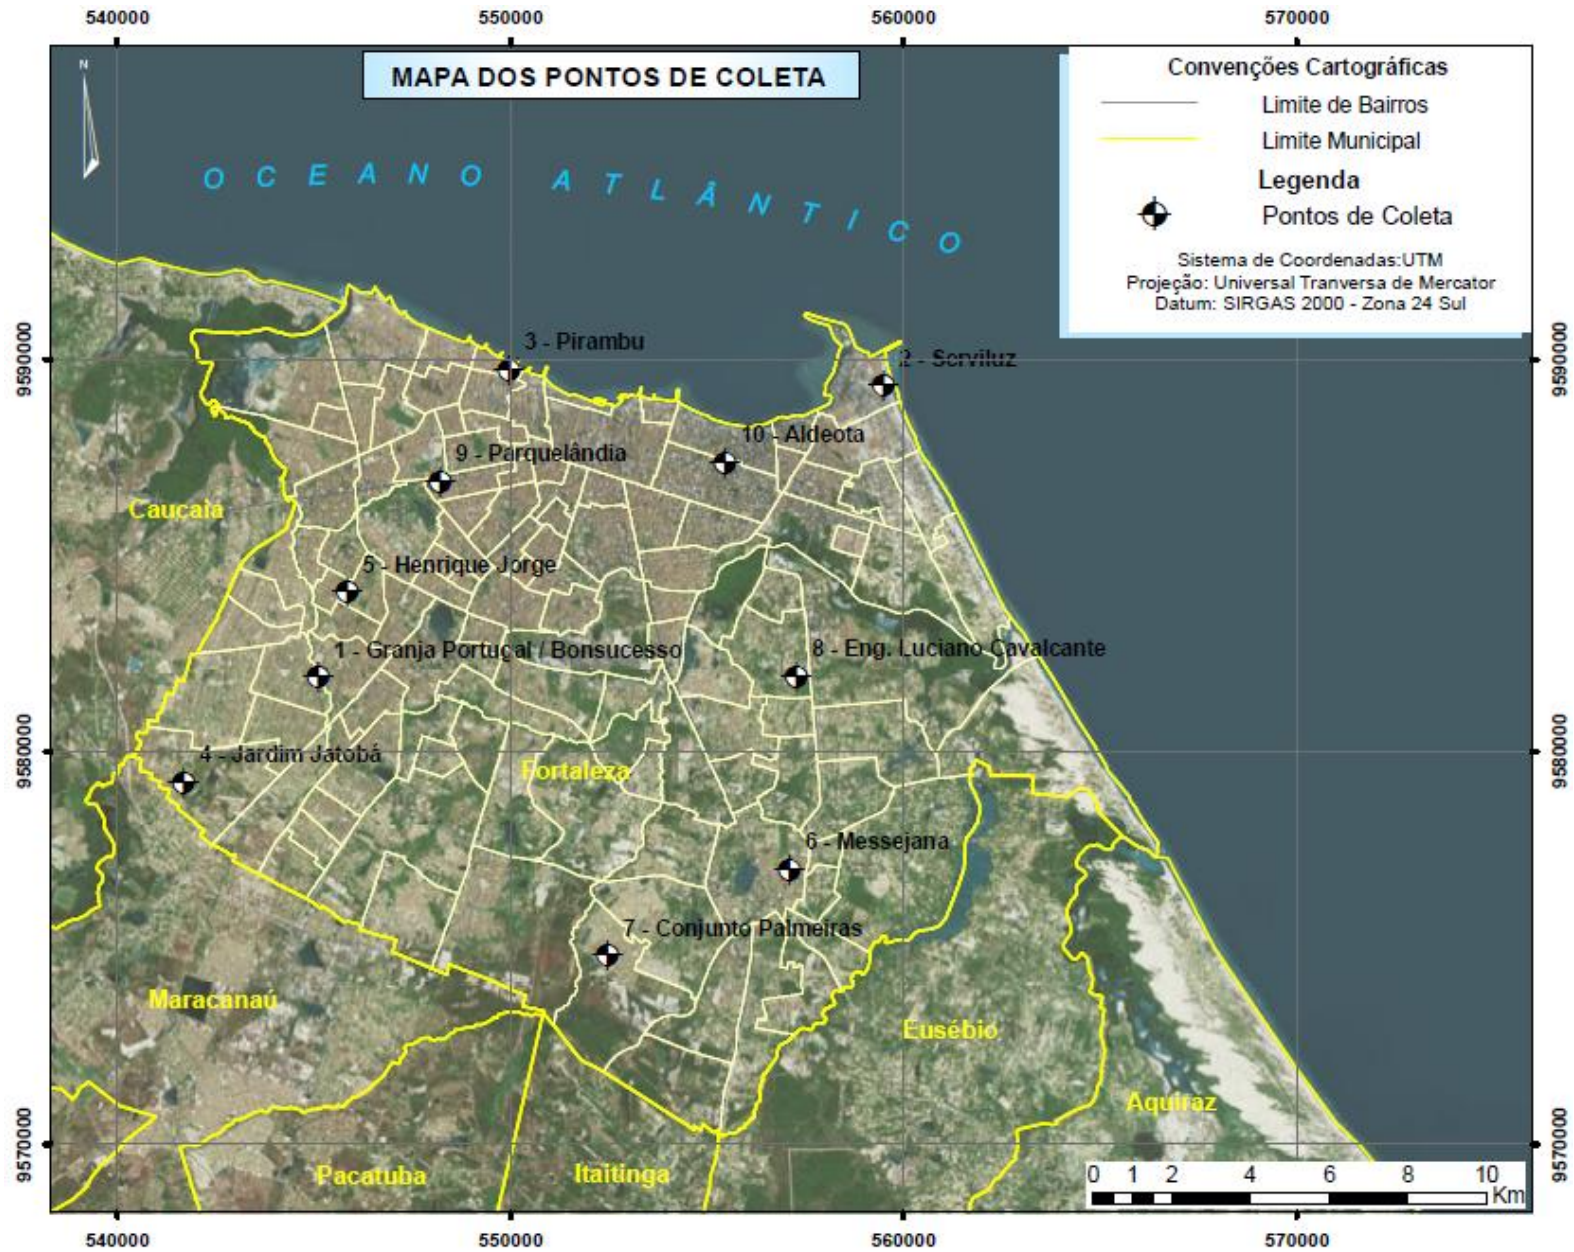 540000
550000
560000
570000
MAPA DOS PONTOS DE COLETA
N
Convenções Cartográficas
Limite de Bairros
Limite Municipal
Legenda
Pontos de Coleta
Sistema de Coordenadas:UTM
Projeção: Universal Tranversa de Mercator
Datum: SIRGAS 2000 - Zona 24 Sul
OCEANO ATLÂNTICO
9590000
9590000
3 - Pirambu
2 - Serviluz
10 - Aldeota
9 - Parquelândia
Caucaia
5 - Henrique Jorge
1 - Granja Portugal / Bonsucesso
8 - Eng. Luciano Cavalcante
9580000
9580000
4 - Jardim Jatobá
Fortaleza
6 - Messejana
7 - Conjunto Palmeiras
Maracanaú
Eusébio
Aquiraz
9570000
9570000
Pacatuba
Itaitinga
0 1 2 4 6 8 10
Km
540000
550000
560000
570000